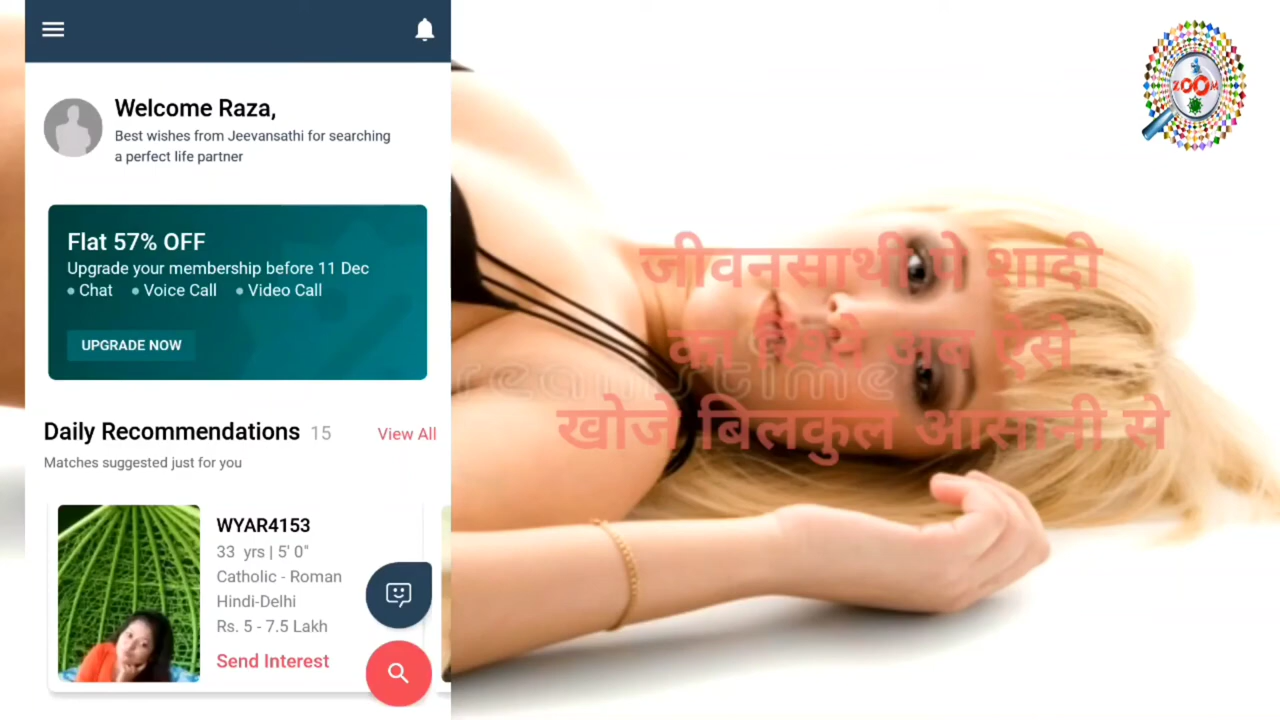 Welcome Raza,
Best wishes from Jeevansathi for searching
a perfect life partner
Flat 57% OFF
Upgrade your membership before 11 Dec
• Chat • Voice Call • Video Call
UPGRADE NOW
Daily Recommendations 15
View All
Matches suggested just for you
WYAR4153
33 yrs | 5' 0"
Catholic - Roman
Hindi-Delhi
Rs. 5 - 7.5 Lakh
Send Interest
ZOOM
जीवनसाथी पे शादी
का रिश्ते अब ऐसे
खोजे बिलकुल आसानी से